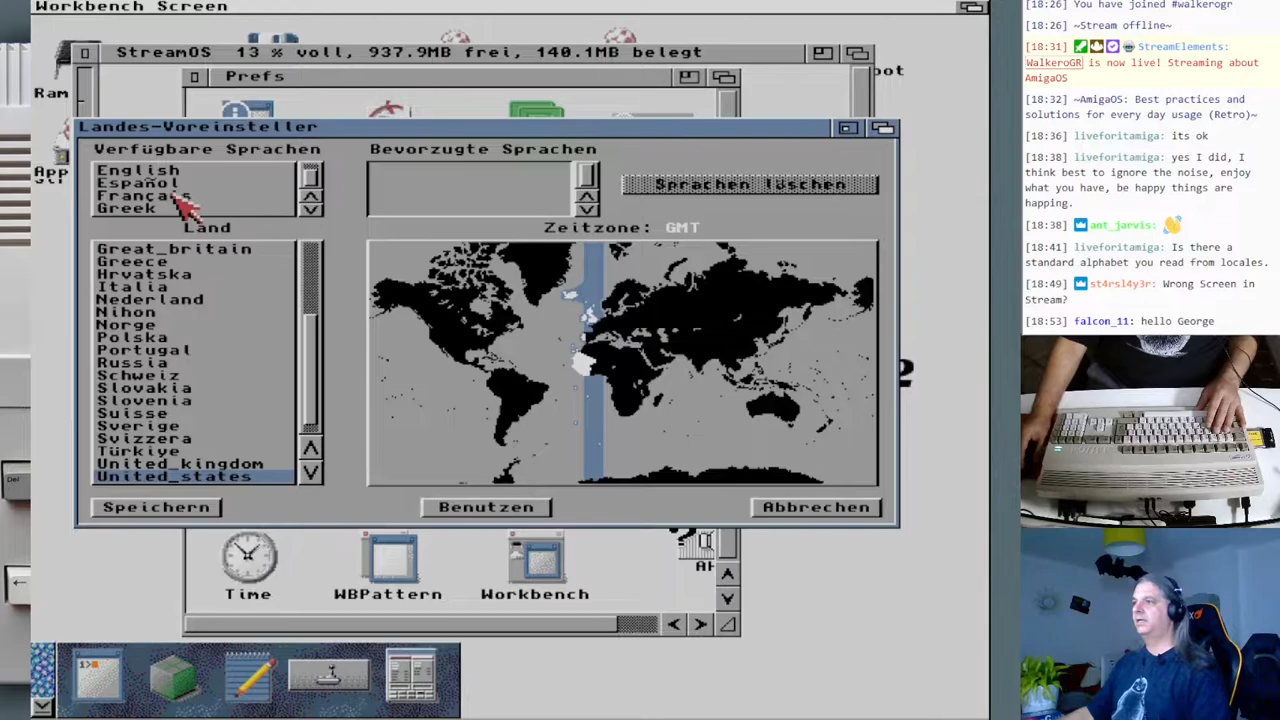 Workbench Screen
StreamOS 13 % voll, 937.9MB frei, 140.1MB belegt
Prefs
Ram
Landes-Voreinsteller
Verfügbare Sprachen
English
Español
Greek
Land
Great_britain
Greece
Hrvatska
Italia
Nederland
Nihon
Norge
Polska
Portugal
Russia
Schweiz
Slovakia
Slovenia
Suisse
Sverige
Svizzera
Türkiye
United_kingdom
United_states
Bevorzugte Sprachen
Sprachen löschen
Zeitzone: GMT
Speichern
Benutzen
Abbrechen
Time
WBPattern
Workbench
1>
Del
[18:26] You have joined #walkerogr
[18:26] ~Stream offline~
[18:31] StreamElements:
WalkeroGR is now live! Streaming about
AmigaOS
[18:32] ~AmigaOS: Best practices and
solutions for every day usage (Retro)~
[18:36] liveforitamiga: its ok
[18:38] liveforitamiga: yes I did, I
think best to ignore the noise, enjoy
what you have, be happy things are
happing.
[18:38] ant_jarvis:
[18:41] liveforitamiga: Is there a
standard alphabet you read from locales.
[18:49] st4rsl4y3r: Wrong Screen in
Stream?
[18:53] falcon_11: hello George